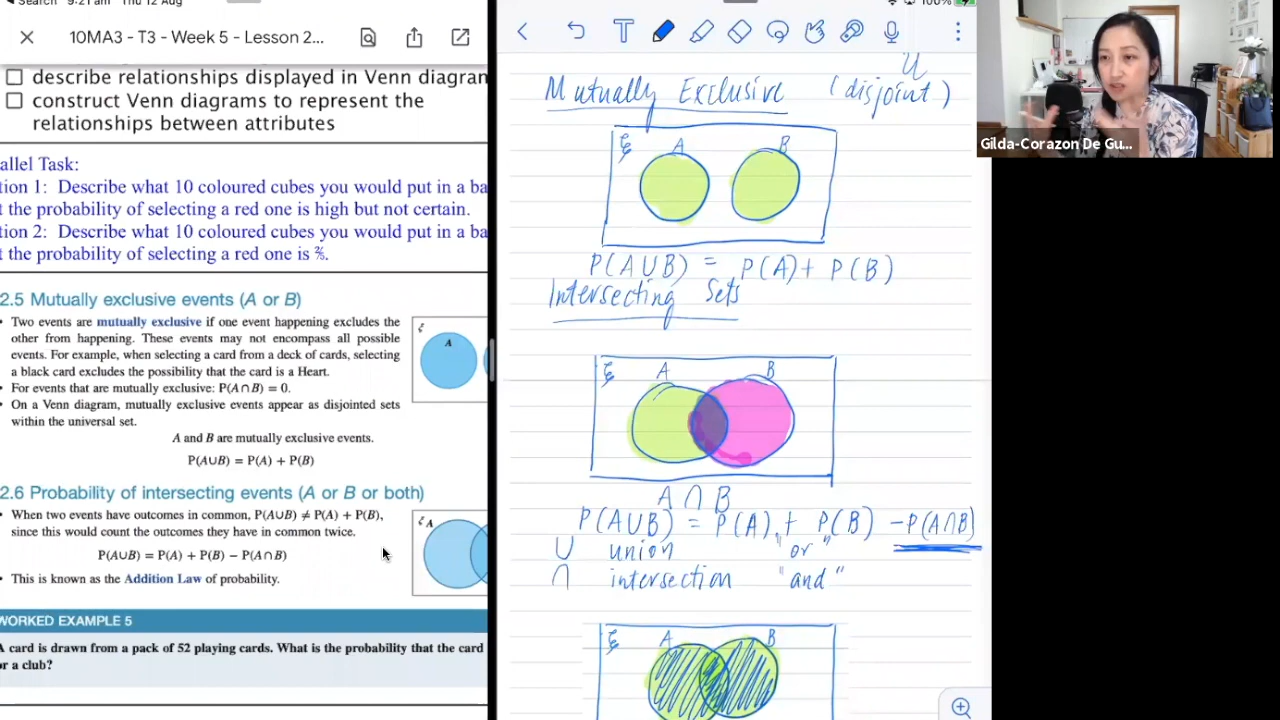 Search 9:21 am Thu 12 Aug
100%
10MA3 - T3 - Week 5 - Lesson 2...
describe relationships displayed in Venn diagran
construct Venn diagrams to represent the
relationships between attributes
allel Task:
tion 1: Describe what 10 coloured cubes you would put in a ba
t the probability of selecting a red one is high but not certain.
tion 2: Describe what 10 coloured cubes you would put in a ba
t the probability of selecting a red one is ⅖.
2.5 Mutually exclusive events (A or B)
• Two events are mutually exclusive if one event happening excludes the
other from happening. These events may not encompass all possible
events. For example, when selecting a card from a deck of cards, selecting
a black card excludes the possibility that the card is a Heart.
• For events that are mutually exclusive: P(A∩B) = 0.
• On a Venn diagram, mutually exclusive events appear as disjointed sets
within the universal set.
A and B are mutually exclusive events.
P(A∪B) = P(A) + P(B)
ξ
A
2.6 Probability of intersecting events (A or B or both)
• When two events have outcomes in common, P(A∪B) ≠ P(A) + P(B),
since this would count the outcomes they have in common twice.
P(A∪B) = P(A) + P(B) − P(A∩B)
• This is known as the Addition Law of probability.
ξ A
WORKED EXAMPLE 5
A card is drawn from a pack of 52 playing cards. What is the probability that the card
or a club?
U
Mutually Exclusive (disjoint)
ξ A B
P(A∪B) = P(A) + P(B)
Intersecting Sets
ξ A B
A ∩ B
P(A∪B) = P(A) + P(B) − P(A∩B)
∪ union "or"
∩ intersection "and"
ξ A B
Gilda-Corazon De Gu...